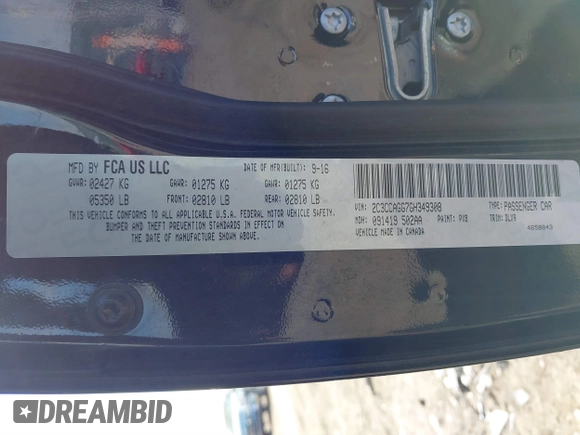 MFD BY FCA US LLC DATE OF MFR(BUILT): 9-16
GVWR: 02427 KG GAWR: 01275 KG GAWR: 01275 KG
05350 LB FRONT: 02810 LB REAR: 02810 LB
THIS VEHICLE CONFORMS TO ALL APPLICABLE U.S.A. FEDERAL MOTOR VEHICLE SAFETY,
BUMPER AND THEFT PREVENTION STANDARDS IN EFFECT ON
THE DATE OF MANUFACTURE SHOWN ABOVE.
VIN: 2C3CCAGG7GH349308 TYPE: PASSENGER CAR
MDH: 091419 502AA PAINT: TRIM: DLX9
VEHICLE MADE IN CANADA 4658843
DREAMBID